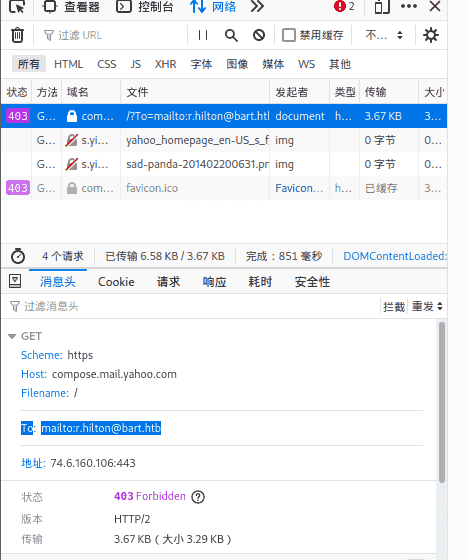 查看器 控制台 网络 2
过滤 URL 禁用缓存 不…
所有 HTML CSS JS XHR 字体 图像 媒体 WS 其他
状态 方法 域名 文件 发起者 类型 传输 大小
403 G… com… /?To=mailto:r.hilton@bart.htl document h… 3.67 KB 3…
G… s.yi… yahoo_homepage_en-US_s_f img 0 字节 0…
G… s.yi… sad-panda-201402200631.pn img 0 字节 0…
403 G… com… favicon.ico Favicon… h… 已缓存 3…
4 个请求 已传输 6.58 KB / 3.67 KB 完成：851 毫秒 DOMContentLoaded:
消息头 Cookie 请求 响应 耗时 安全性
过滤消息头 拦截 重发
GET
Scheme: https
Host: compose.mail.yahoo.com
Filename: /
To: mailto:r.hilton@bart.htb
地址: 74.6.160.106:443
状态 403 Forbidden ?
版本 HTTP/2
传输 3.67 KB（大小 3.29 KB）